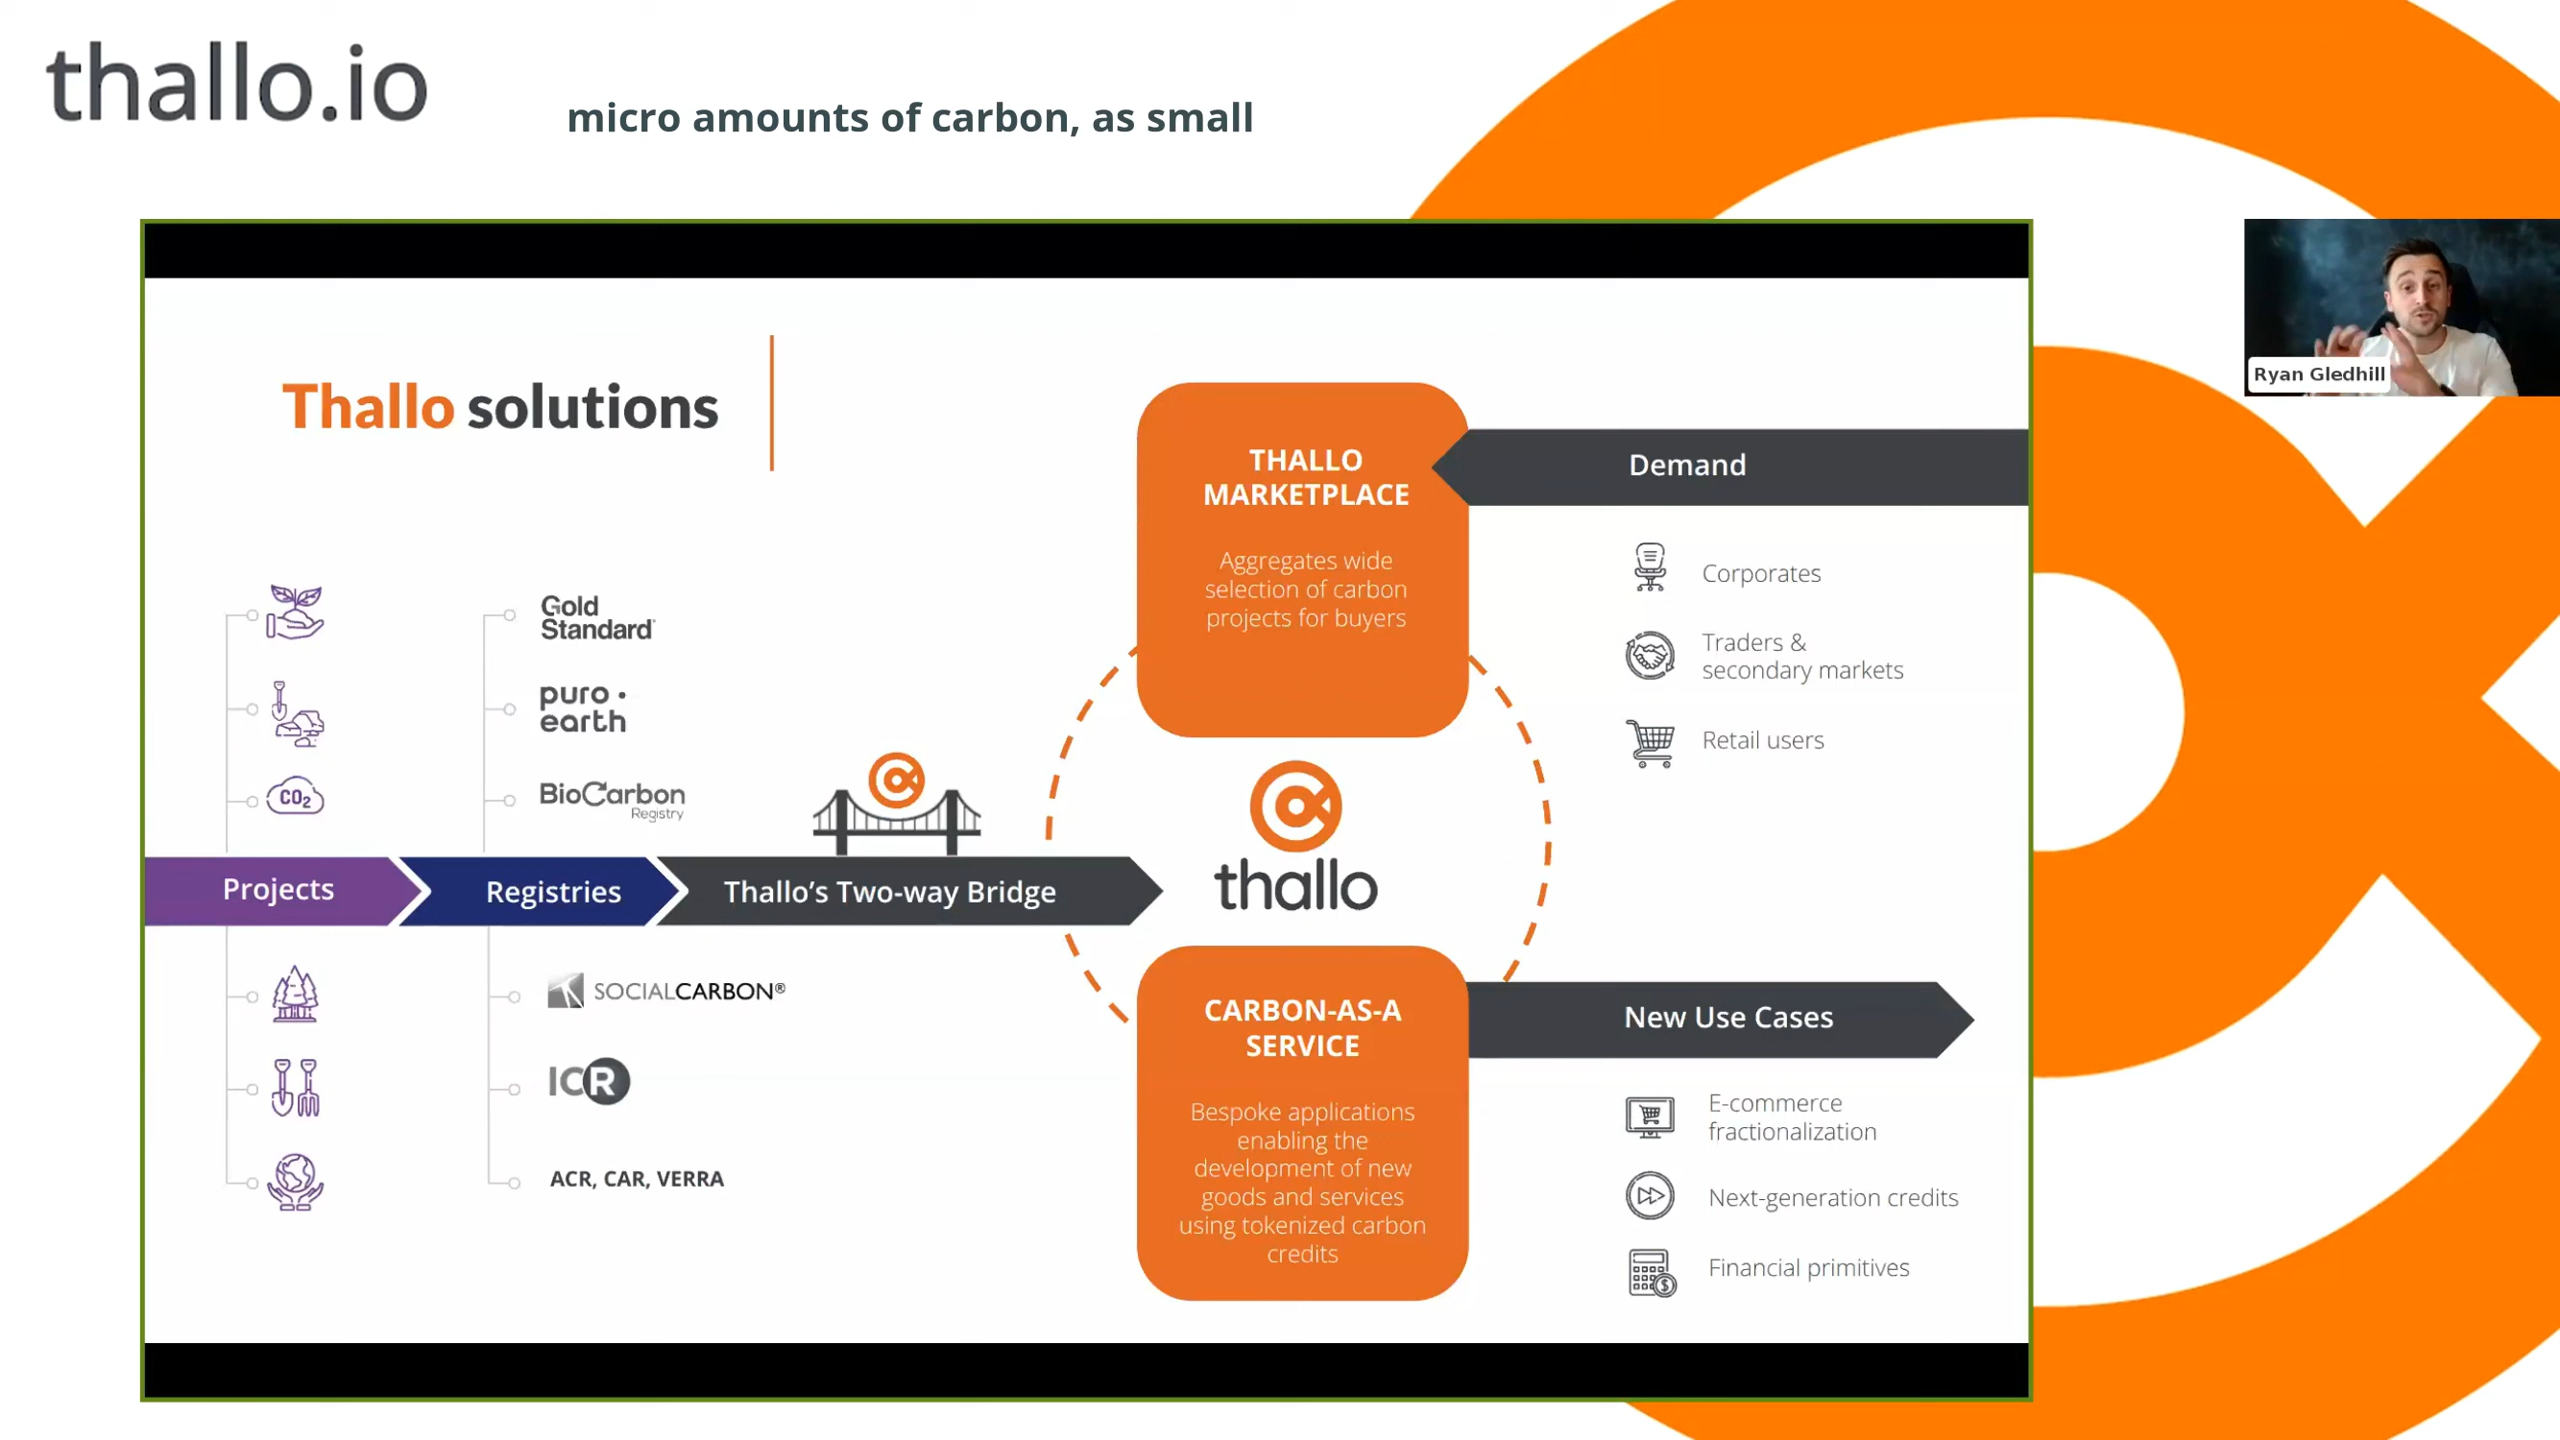 thallo.io
micro amounts of carbon, as small
Ryan Gledhill
Thallo solutions
THALLO
MARKETPLACE
Aggregates wide
selection of carbon
projects for buyers
Demand
Corporates
Traders &
secondary markets
Retail users
Gold
Standard
puro·
earth
BioCarbon
Registry
CO₂
Projects
Registries
Thallo’s Two-way Bridge
thallo
SOCIALCARBON®
ICR
ACR, CAR, VERRA
CARBON-AS-A
SERVICE
Bespoke applications
enabling the
development of new
goods and services
using tokenized carbon
credits
New Use Cases
E-commerce
fractionalization
Next-generation credits
Financial primitives